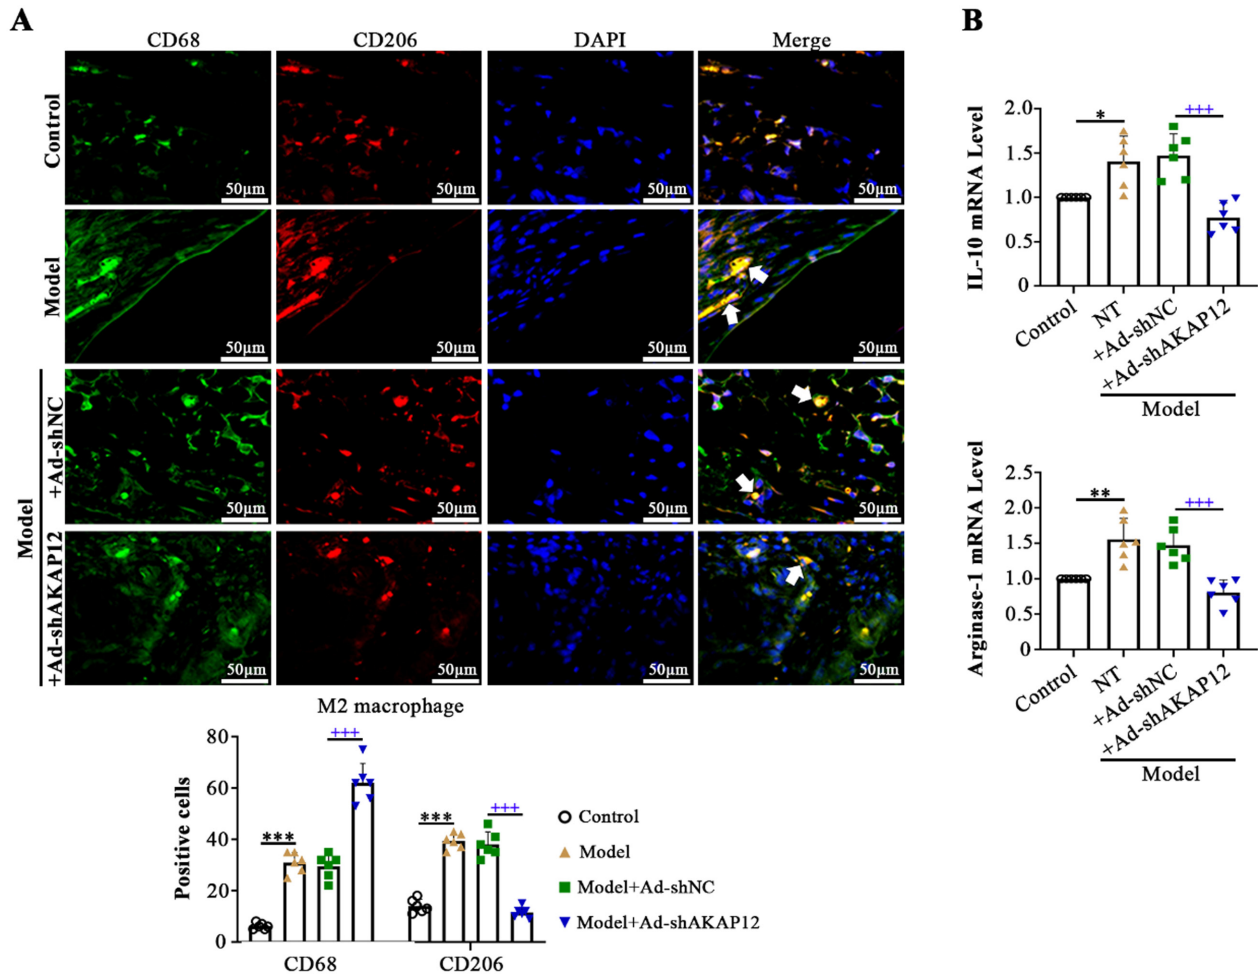 A
CD68 CD206 DAPI Merge
Control
50μm 50μm 50μm 50μm
Model
50μm 50μm 50μm 50μm
Model
+Ad-shNC
50μm 50μm 50μm 50μm
+Ad-shAKAP12
50μm 50μm 50μm 50μm
M2 macrophage
Positive cells
80
60
40
20
0
*** +++ *** +++
CD68 CD206
Control
Model
Model+Ad-shNC
Model+Ad-shAKAP12
B
IL-10 mRNA Level
2.0
1.5
1.0
0.5
0
* +++
Control NT +Ad-shNC +Ad-shAKAP12
Model
Arginase-1 mRNA Level
2.5
2.0
1.5
1.0
0.5
0
** +++
Control NT +Ad-shNC +Ad-shAKAP12
Model